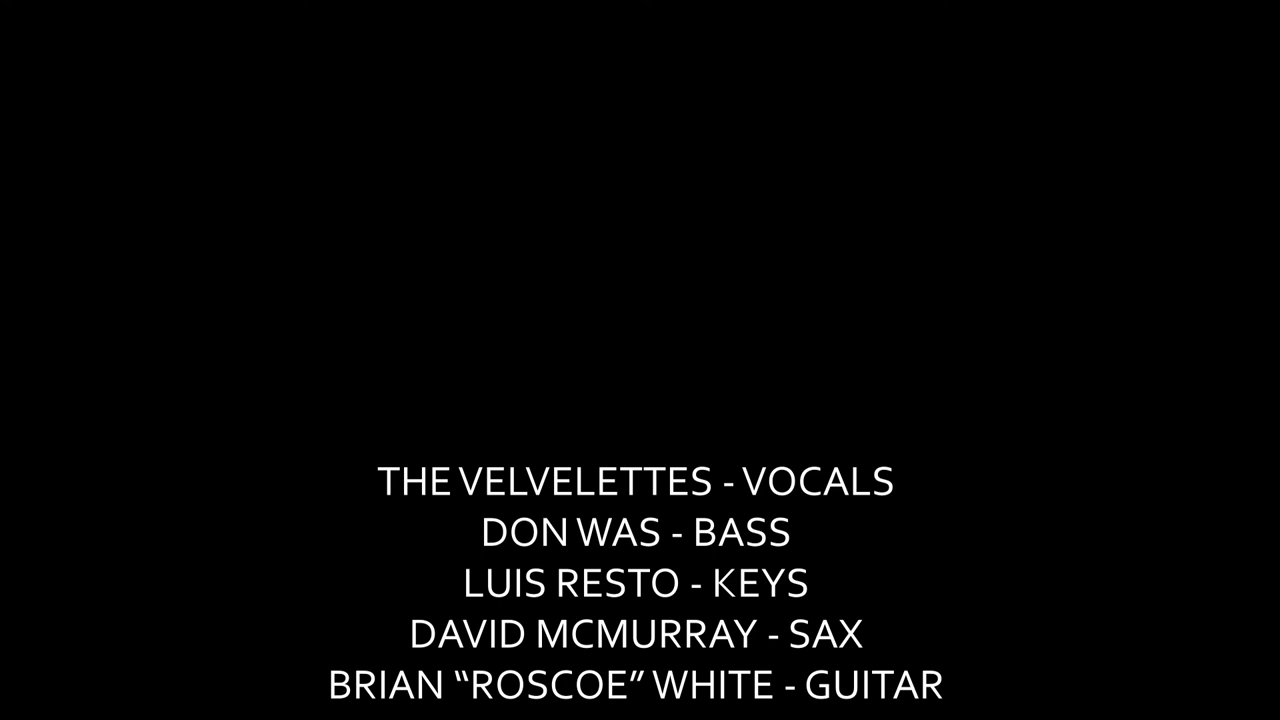 THE VELVELETTES - VOCALS
DON WAS - BASS
LUIS RESTO - KEYS
DAVID MCMURRAY - SAX
BRIAN “ROSCOE” WHITE - GUITAR